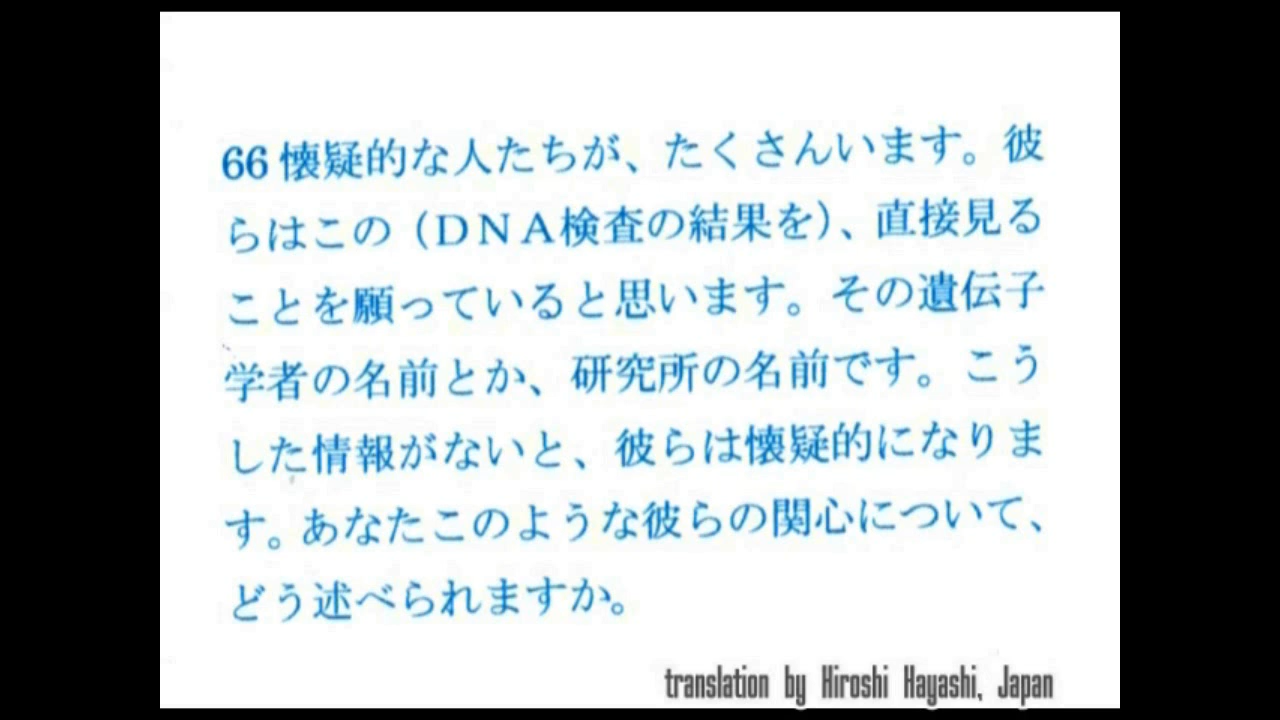 66懐疑的な人たちが、たくさんいます。彼
らはこの（ＤＮＡ検査の結果を）、直接見る
ことを願っていると思います。その遺伝子
学者の名前とか、研究所の名前です。こう
した情報がないと、彼らは懐疑的になりま
す。あなたこのような彼らの関心について、
どう述べられますか。
translation by Hiroshi Hayashi, Japan